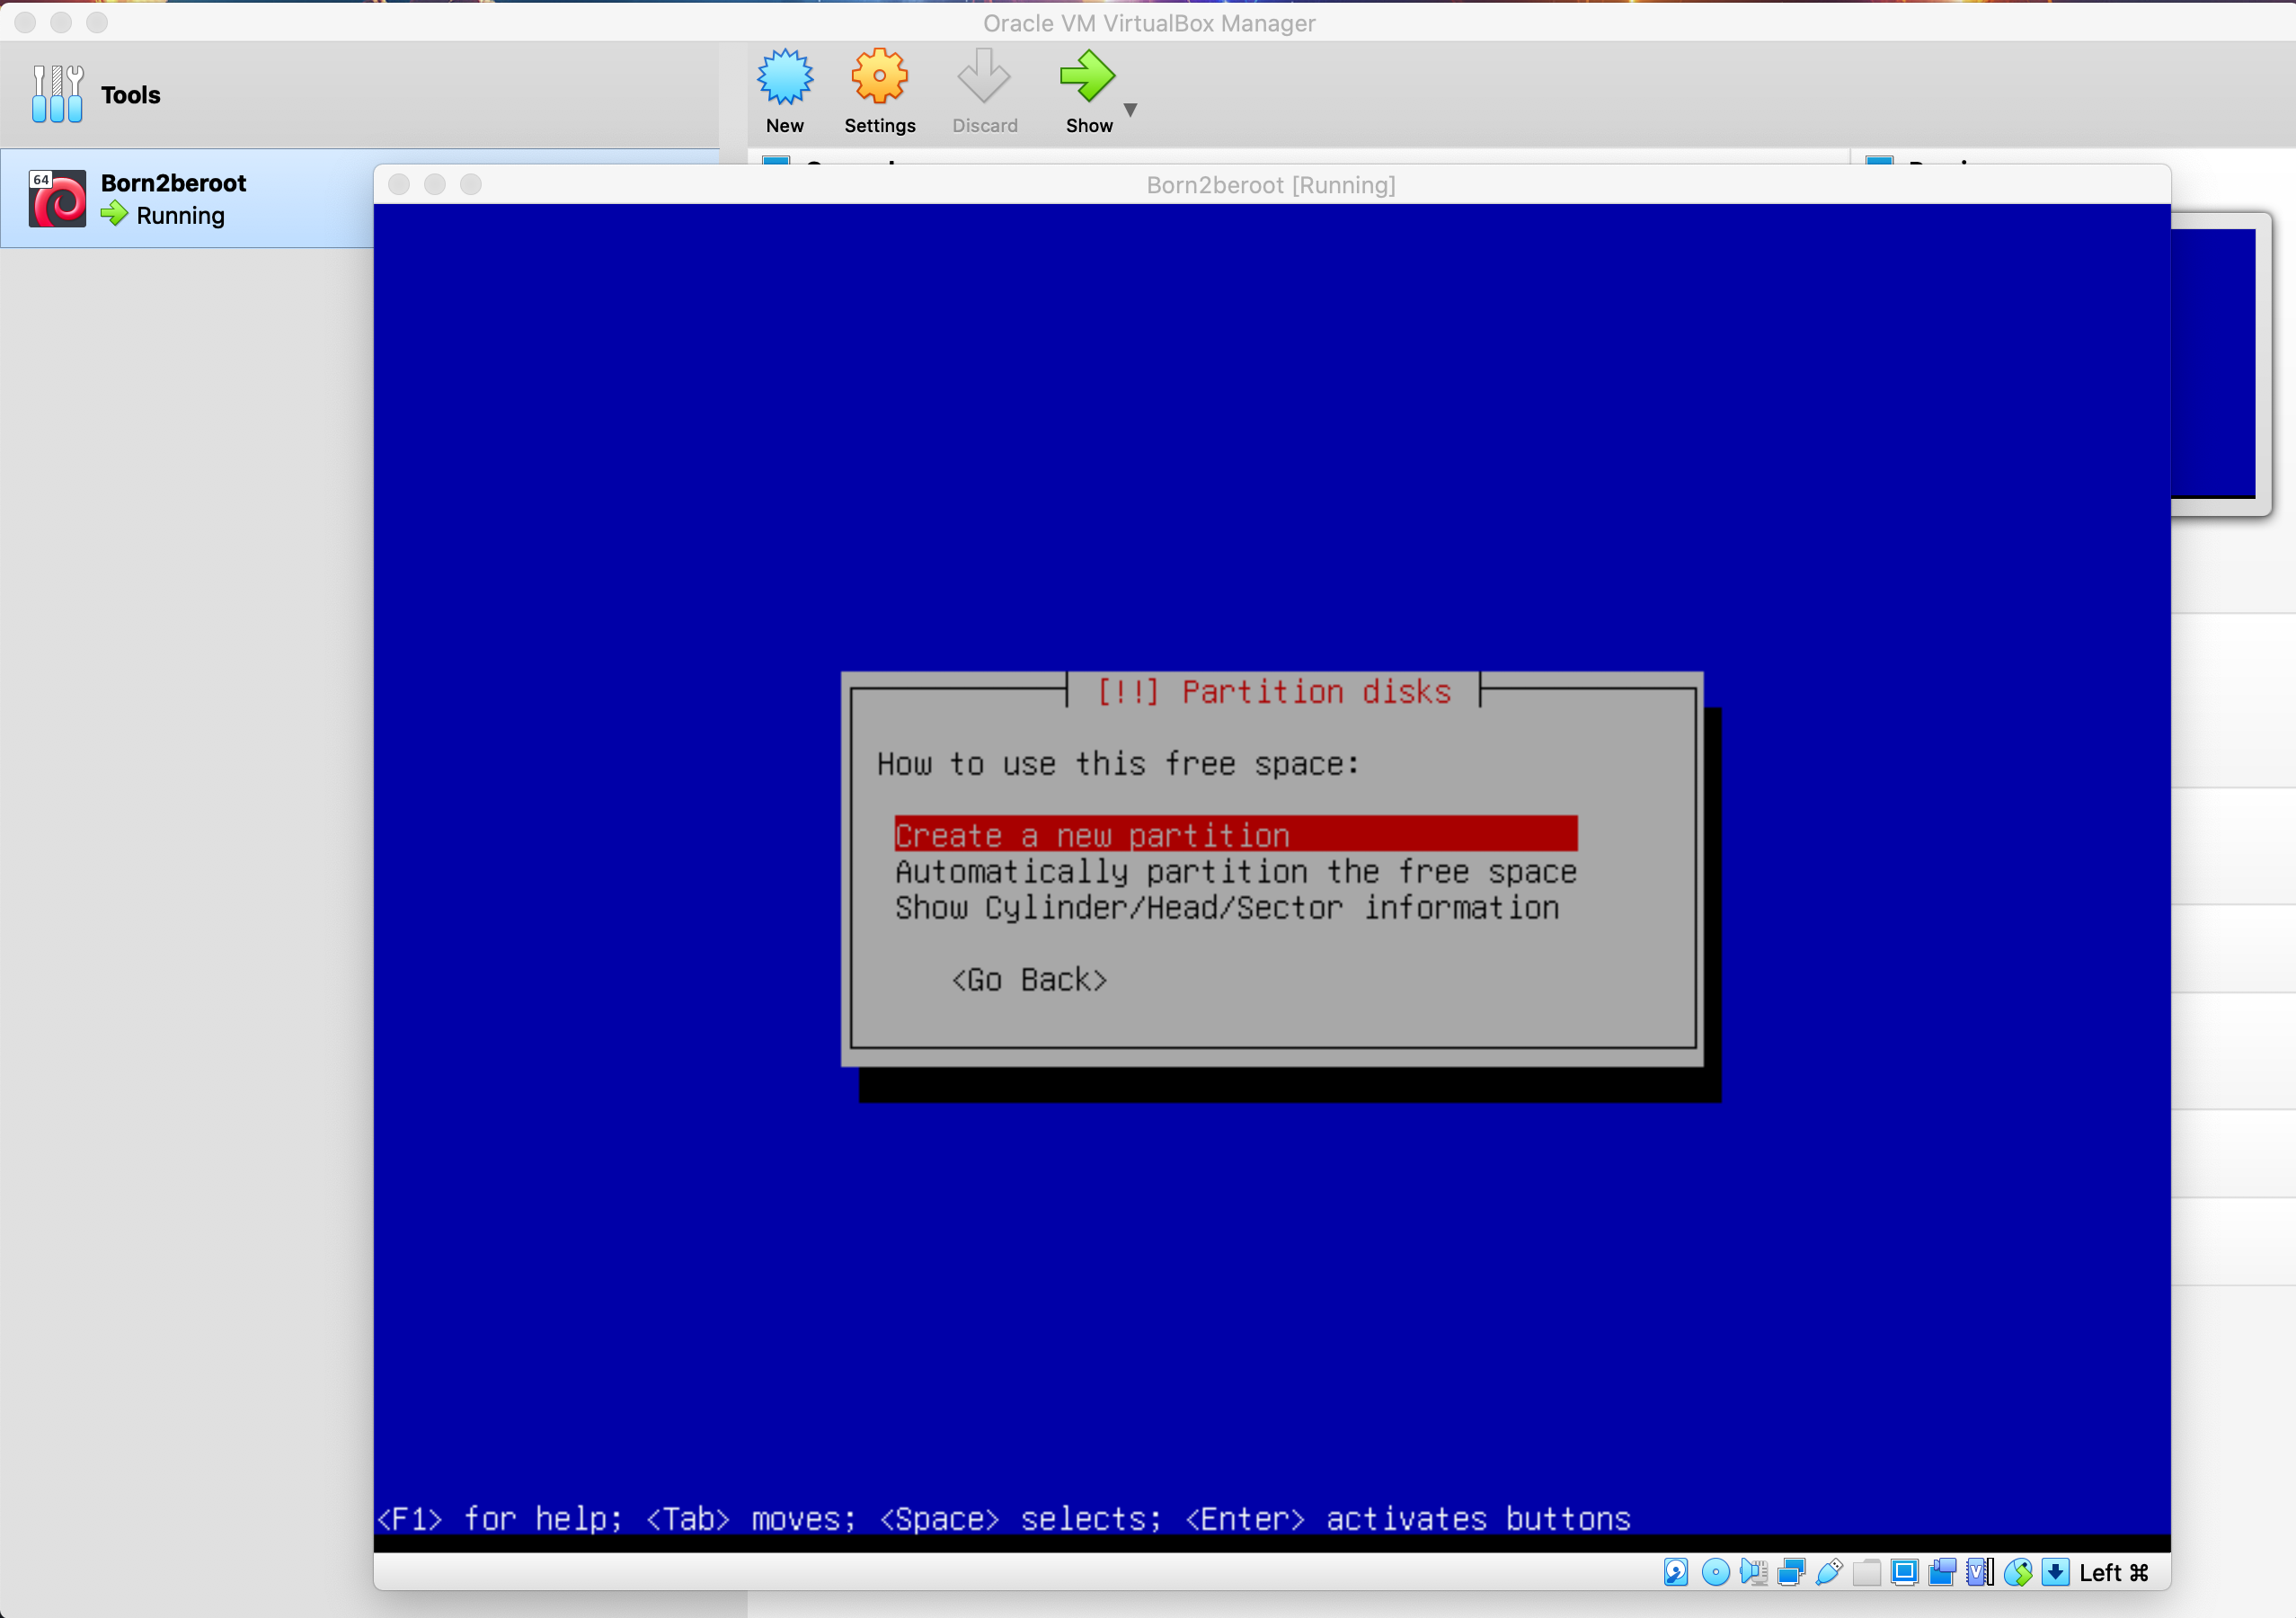 Oracle VM VirtualBox Manager
Tools
New
Settings
Discard
Show
64
Born2beroot
Running
Born2beroot [Running]
[!!] Partition disks
How to use this free space:
Create a new partition
Automatically partition the free space
Show Cylinder/Head/Sector information
<Go Back>
<F1> for help; <Tab> moves; <Space> selects; <Enter> activates buttons
V
Left ⌘